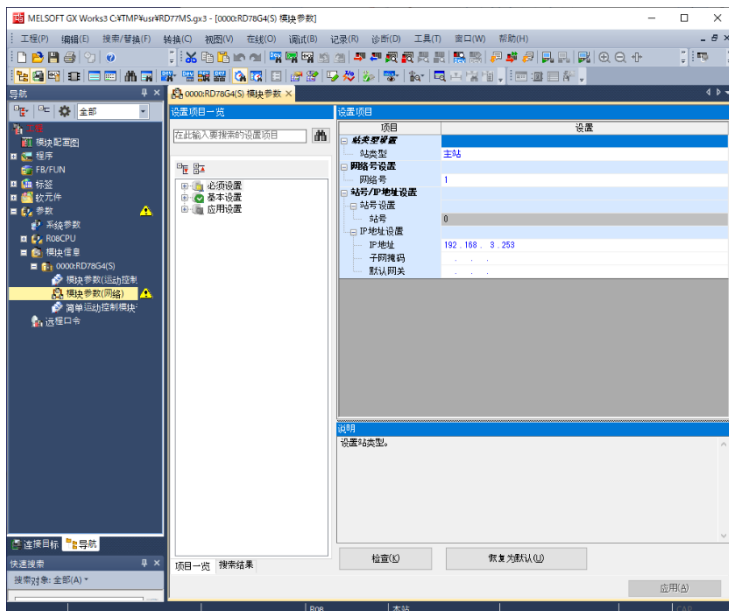 MELSOFT GX Works3 C:¥TMP¥usr¥RD77MS.gx3 - [0000:RD78G4(S) 模块参数]
工程(P) 编辑(E) 搜索/替换(F) 转换(C) 视图(V) 在线(O) 调试(B) 记录(R) 诊断(D) 工具(T) 窗口(W) 帮助(H)
导航
0000:RD78G4(S) 模块参数
全部
工程
模块配置图
程序
FB/FUN
标签
软元件
参数
系统参数
R08CPU
模块信息
0000:RD78G4(S)
模块参数(运动控制
模块参数(网络)
简单运动控制模块
远程口令
连接目标
导航
快速搜索
搜索对象: 全部(A)
设置项目一览
在此输入要搜索的设置项目
必须设置
基本设置
应用设置
项目一览 搜索结果
设置项目
项目 设置
站类型设置
站类型 主站
网络号设置
网络号 1
站号/IP地址设置
站号设置
站号 0
IP地址设置
IP地址 192 . 168 . 3 . 253
子网掩码 . . .
默认网关 . . .
说明
设置站类型。
检查(K) 恢复为默认(U)
应用(A)
R08 本站 CAP